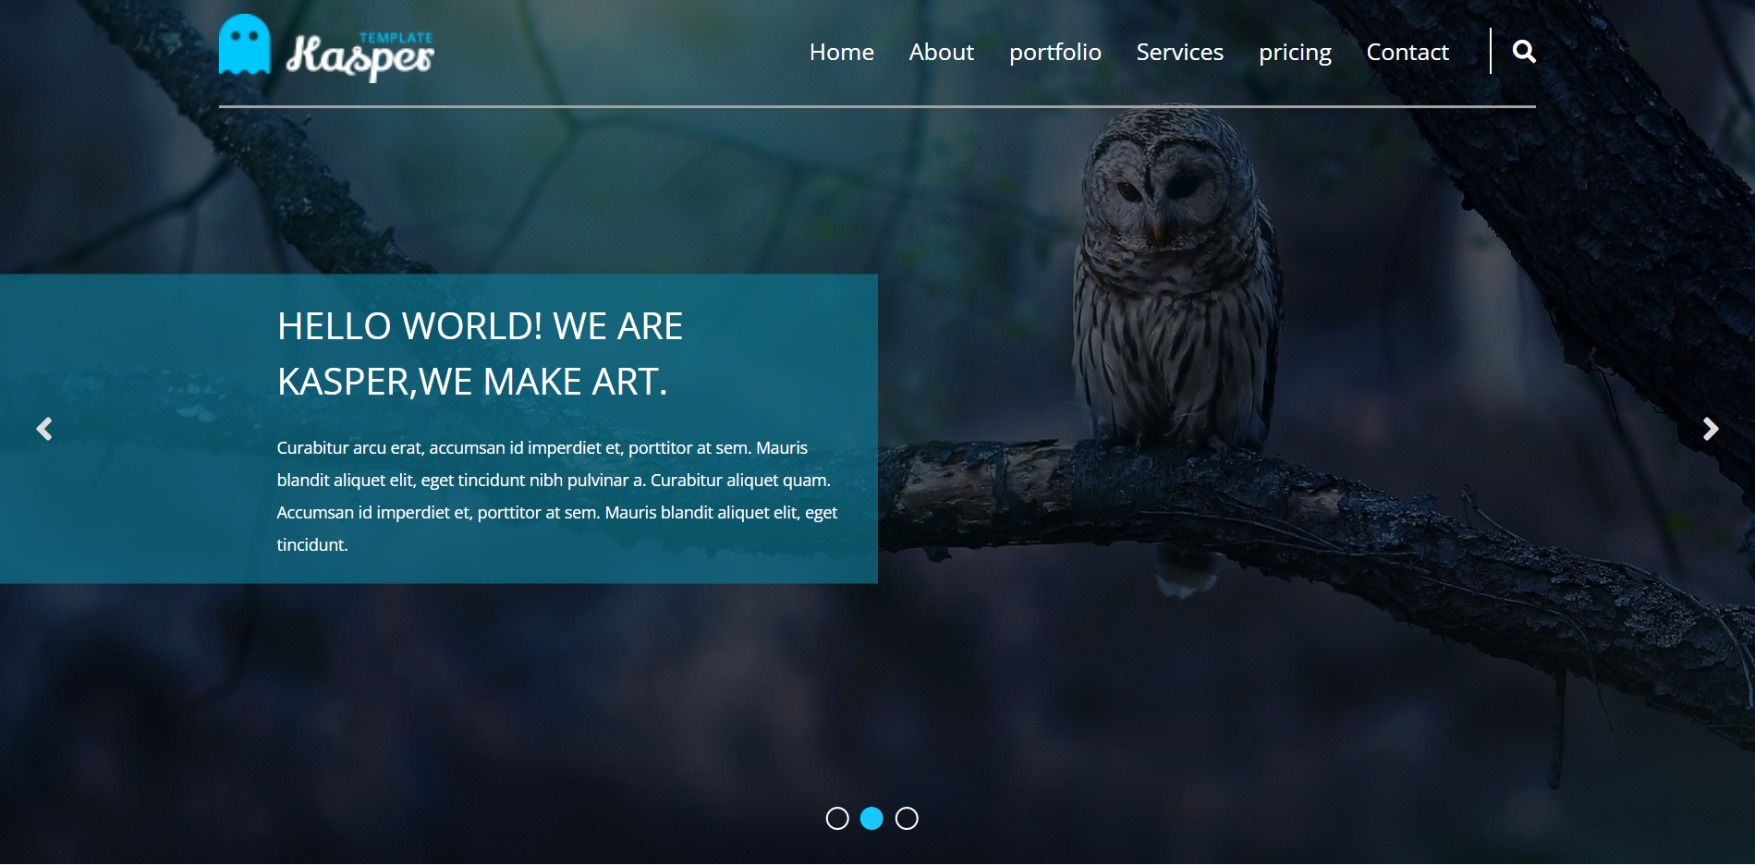 TEMPLATE
Kasper
Home About portfolio Services pricing Contact
HELLO WORLD! WE ARE
KASPER,WE MAKE ART.
Curabitur arcu erat, accumsan id imperdiet et, porttitor at sem. Mauris
blandit aliquet elit, eget tincidunt nibh pulvinar a. Curabitur aliquet quam.
Accumsan id imperdiet et, porttitor at sem. Mauris blandit aliquet elit, eget
tincidunt.